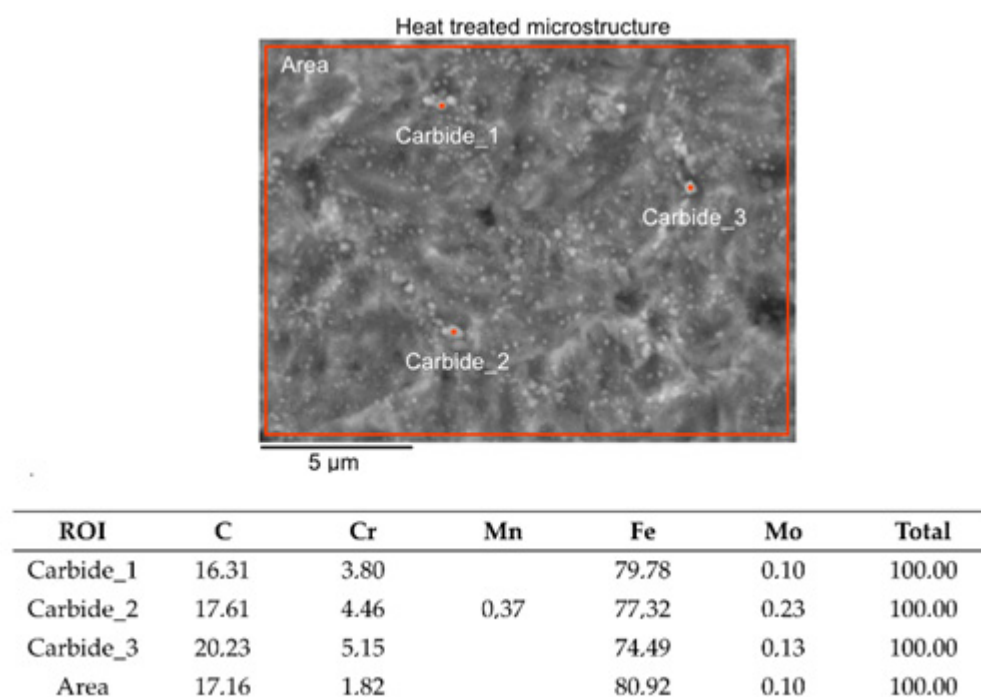 Heat treated microstructure
Area
Carbide_1
Carbide_3
Carbide_2
5 µm
ROI C Cr Mn Fe Mo Total
Carbide_1 16.31 3.80 79.78 0.10 100.00
Carbide_2 17.61 4.46 0,37 77,32 0.23 100.00
Carbide_3 20.23 5.15 74.49 0.13 100.00
Area 17.16 1.82 80.92 0.10 100.00